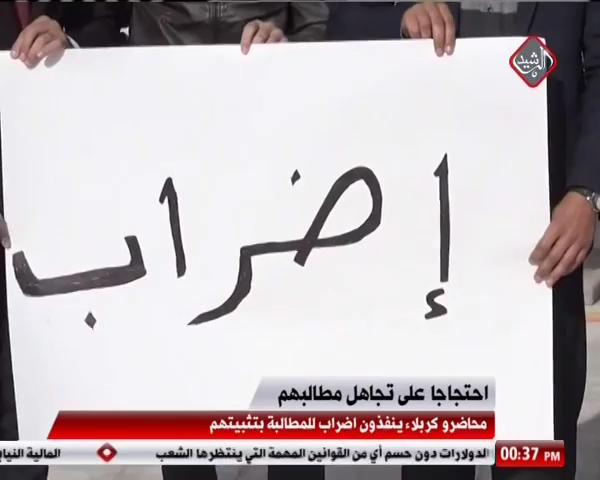 الرشيد
إضراب
احتجاجا على تجاهل مطالبهم
محاضرو كربلاء ينفذون اضراب للمطالبة بتثبيتهم
الدولارات دون حسم أي من القوانين المهمة التي ينتظرها الشعب
المالية النيا
00:37 PM